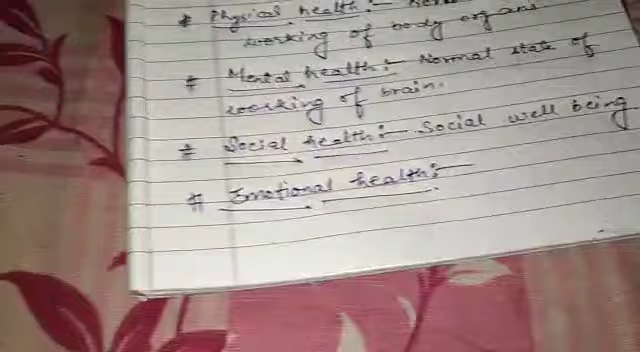 * Physical health :-
working of body organs.
* Mental health :- Normal state of
working of brain.
* Social health :- Social well being
* Emotional health :-